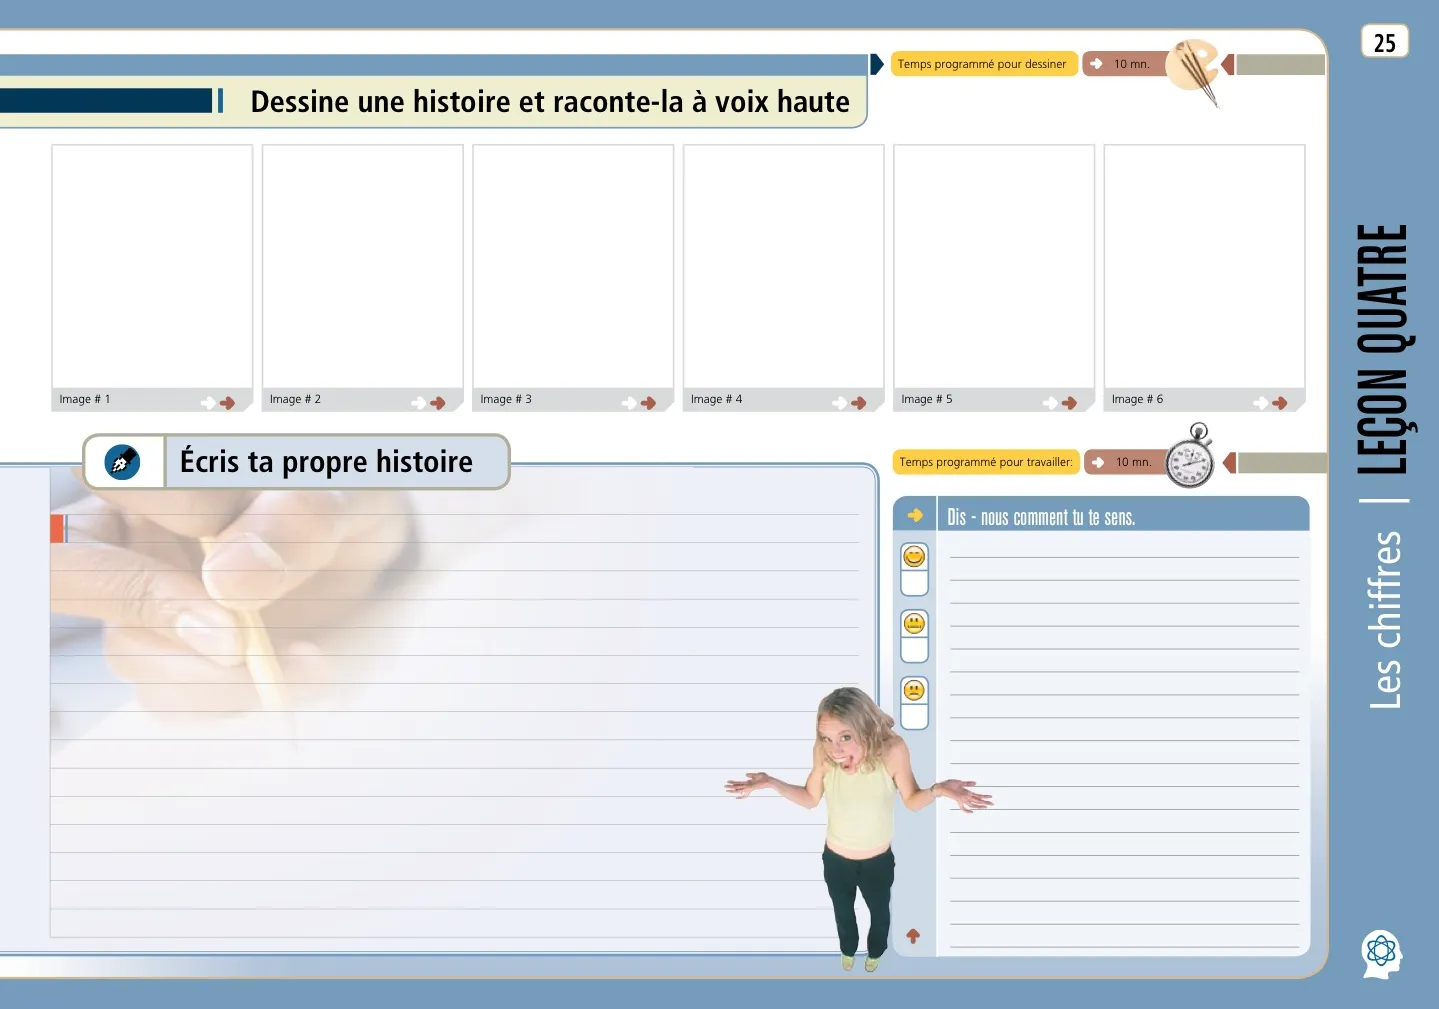 25
Temps programmé pour dessiner
10 mn.
Dessine une histoire et raconte-la à voix haute
Image # 1
Image # 2
Image # 3
Image # 4
Image # 5
Image # 6
Écris ta propre histoire
Temps programmé pour travailler:
10 mn.
Dis - nous comment tu te sens.
Les chiffres | LEÇON QUATRE